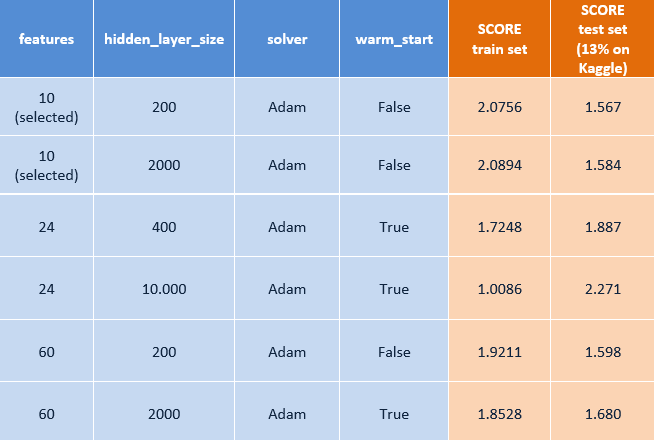 features hidden_layer_size solver warm_start SCORE train set SCORE test set (13% on Kaggle)
10 (selected) 200 Adam False 2.0756 1.567
10 (selected) 2000 Adam False 2.0894 1.584
24 400 Adam True 1.7248 1.887
24 10.000 Adam True 1.0086 2.271
60 200 Adam False 1.9211 1.598
60 2000 Adam True 1.8528 1.680